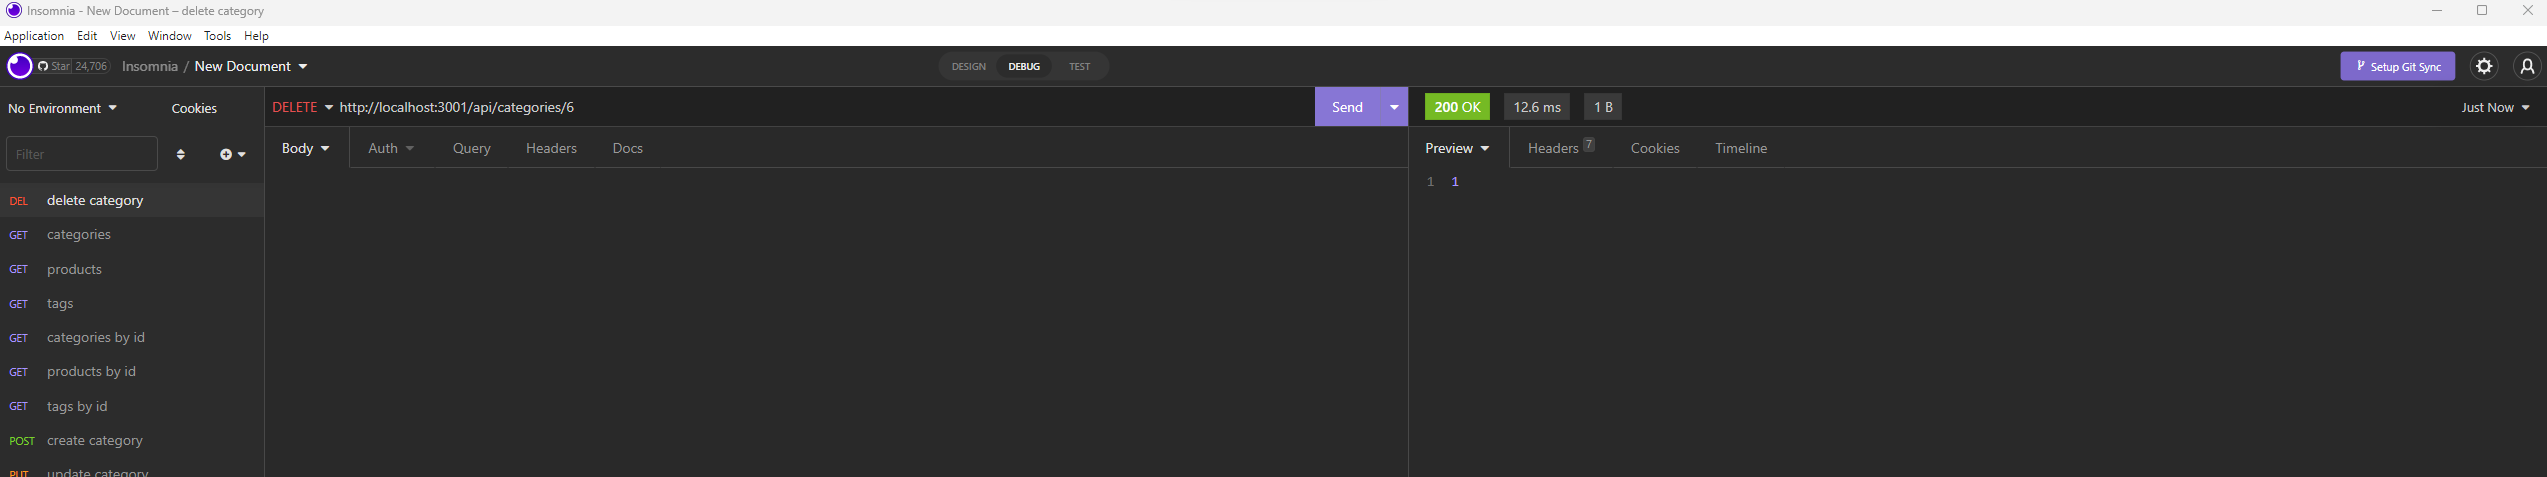 Insomnia - New Document – delete category
Application Edit View Window Tools Help
Star 24,706 Insomnia / New Document DESIGN DEBUG TEST Setup Git Sync
No Environment Cookies DELETE http://localhost:3001/api/categories/6 Send 200 OK 12.6 ms 1 B Just Now
Filter Body Auth Query Headers Docs Preview Headers 7 Cookies Timeline
1 1
DEL delete category
GET categories
GET products
GET tags
GET categories by id
GET products by id
GET tags by id
POST create category
PUT update category